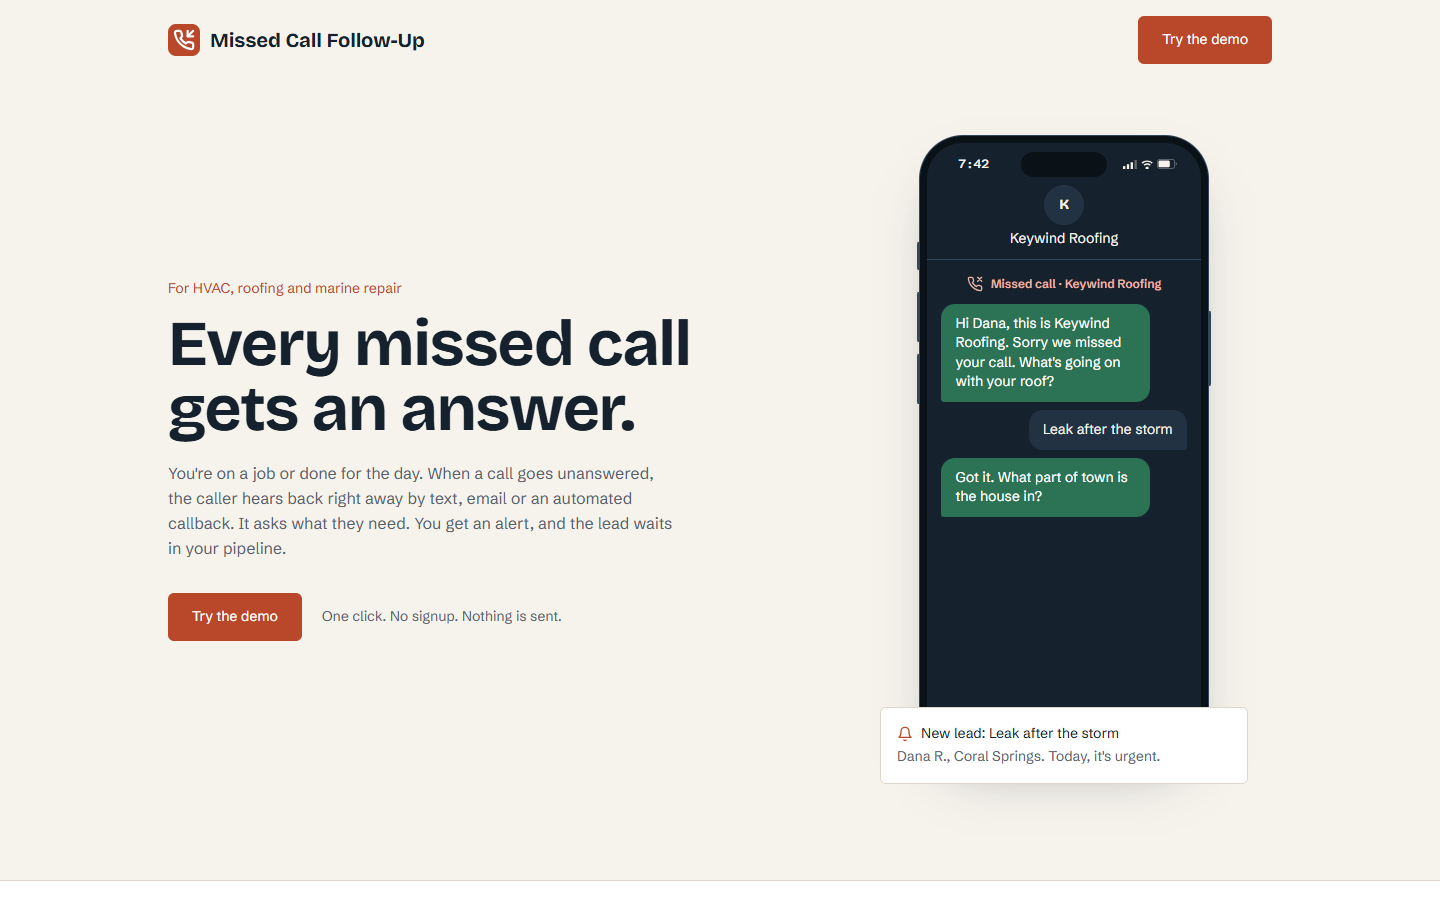 Missed Call Follow-Up
Try the demo
For HVAC, roofing and marine repair
Every missed call
gets an answer.
You're on a job or done for the day. When a call goes unanswered,
the caller hears back right away by text, email or an automated
callback. It asks what they need. You get an alert, and the lead waits
in your pipeline.
Try the demo
One click. No signup. Nothing is sent.
7:42
K
Keywind Roofing
Missed call · Keywind Roofing
Hi Dana, this is Keywind
Roofing. Sorry we missed
your call. What's going on
with your roof?
Leak after the storm
Got it. What part of town is
the house in?
New lead: Leak after the storm
Dana R., Coral Springs. Today, it's urgent.